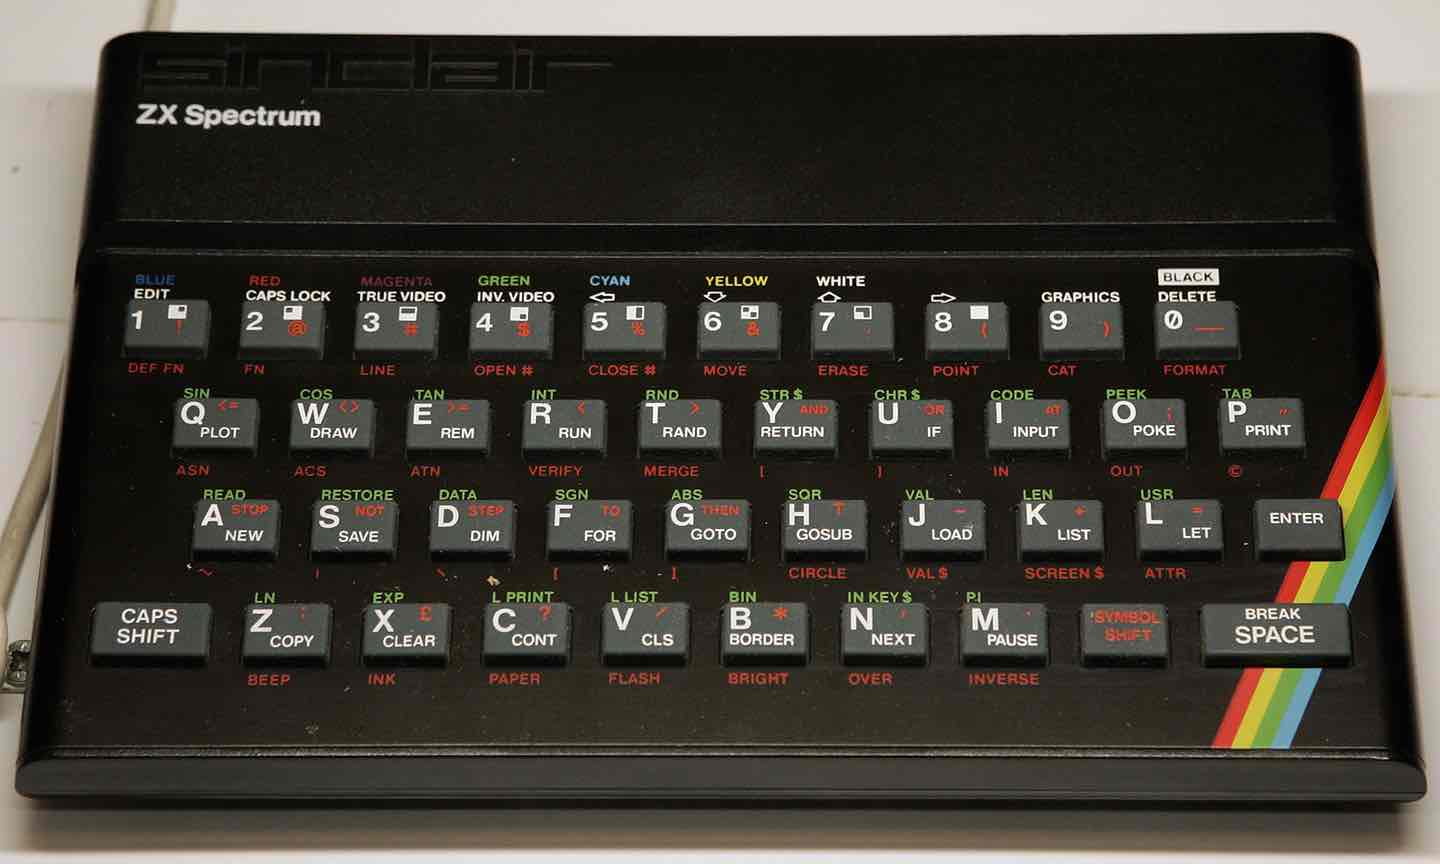 sinclair
ZX Spectrum
BLUE RED MAGENTA GREEN CYAN YELLOW WHITE BLACK
EDIT CAPS LOCK TRUE VIDEO INV. VIDEO GRAPHICS DELETE
1 ! 2 @ 3 # 4 $ 5 % 6 & 7 ' 8 ( 9 ) 0 _
DEF FN FN LINE OPEN # CLOSE # MOVE ERASE POINT CAT FORMAT
SIN COS TAN INT RND STR $ CHR $ CODE PEEK TAB
Q <= W <> E >= R < T > Y AND U OR I AT O ; P "
PLOT DRAW REM RUN RAND RETURN IF INPUT POKE PRINT
ASN ACS ATN VERIFY MERGE [ ] IN OUT ©
READ RESTORE DATA SGN ABS SQR VAL LEN USR
A STOP S NOT D STEP F TO G THEN H ↑ J − K + L = ENTER
NEW SAVE DIM FOR GOTO GOSUB LOAD LIST LET
~ | \ { } CIRCLE VAL $ SCREEN $ ATTR
LN EXP L PRINT L LIST BIN IN KEY $ PI
CAPS SHIFT Z : X £ C ? V / B * N , M . SYMBOL SHIFT BREAK SPACE
COPY CLEAR CONT CLS BORDER NEXT PAUSE
BEEP INK PAPER FLASH BRIGHT OVER INVERSE